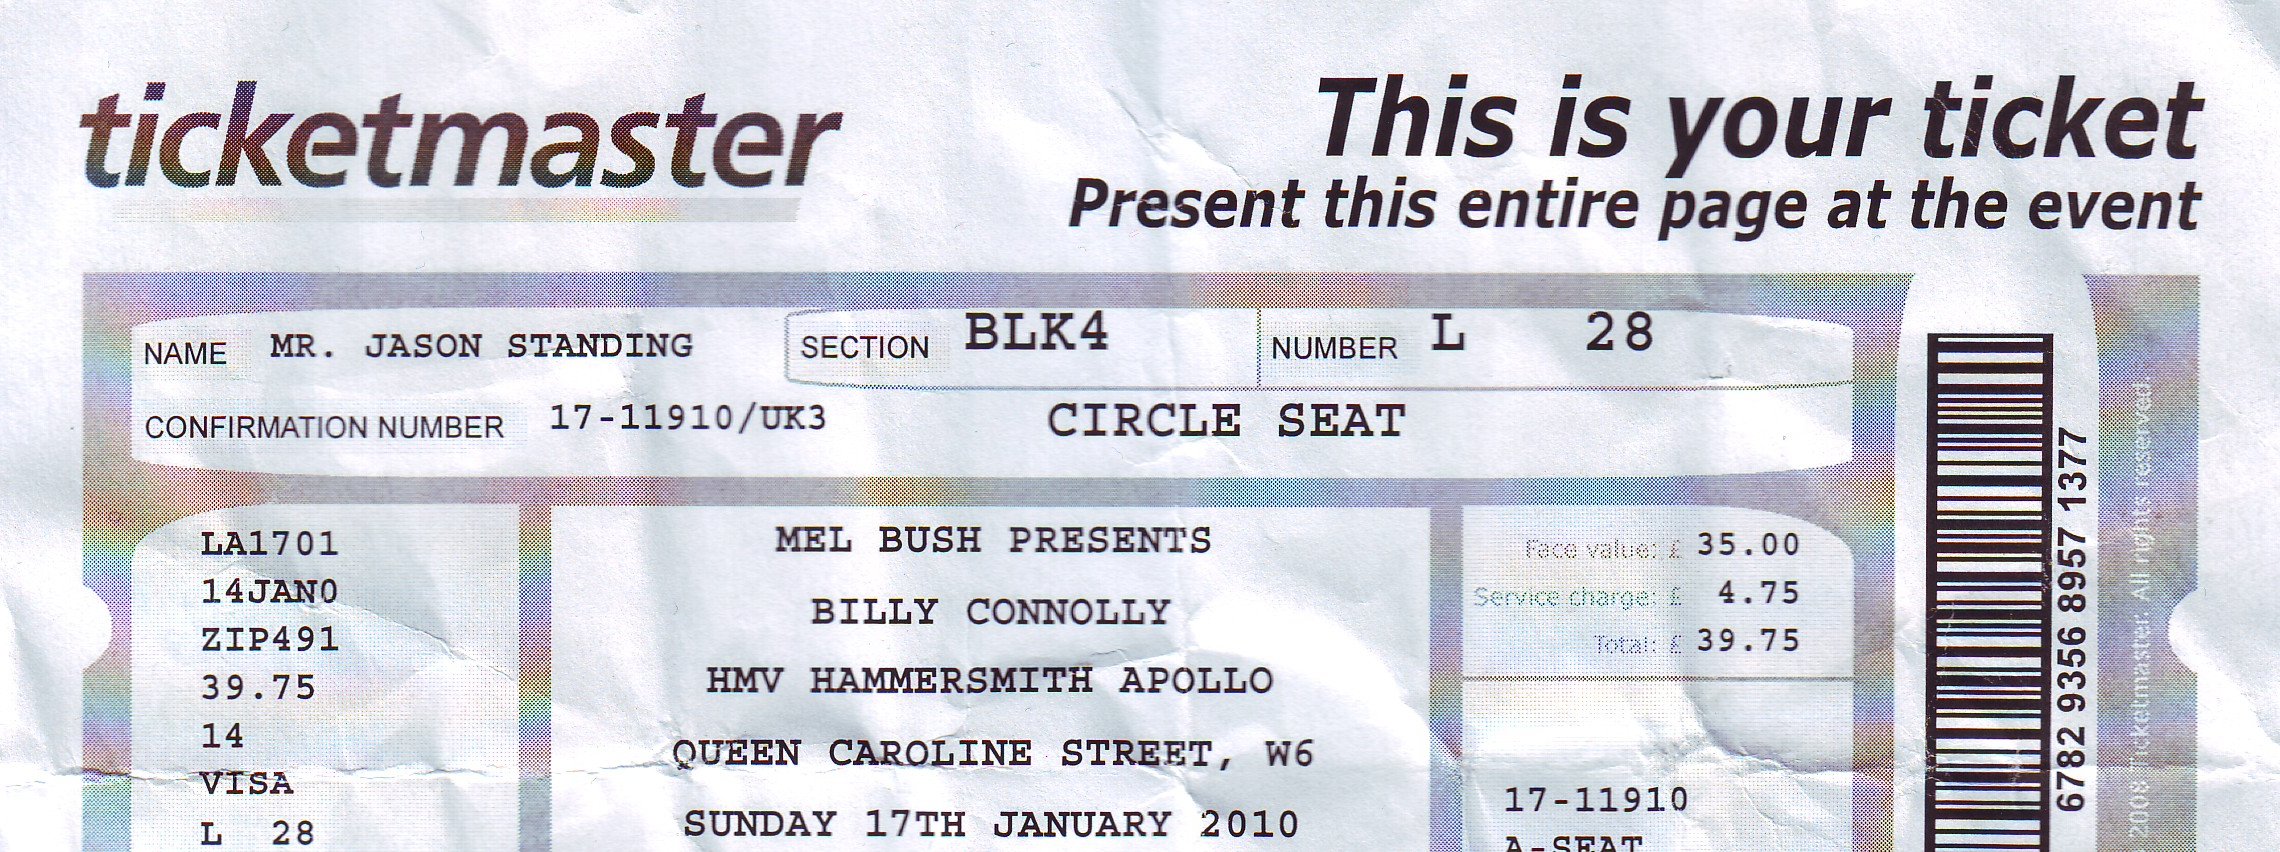 ticketmaster
This is your ticket
Present this entire page at the event
NAME MR. JASON STANDING SECTION BLK4 NUMBER L 28
CONFIRMATION NUMBER 17-11910/UK3 CIRCLE SEAT
LA1701
14JAN0
ZIP491
39.75
14
VISA
L 28
MEL BUSH PRESENTS
BILLY CONNOLLY
HMV HAMMERSMITH APOLLO
QUEEN CAROLINE STREET, W6
SUNDAY 17TH JANUARY 2010
Face value: £ 35.00
Service charge: £ 4.75
Total: £ 39.75
17-11910
A-SEAT
6782 9356 8957 1377
2008 Ticketmaster. All rights reserved.